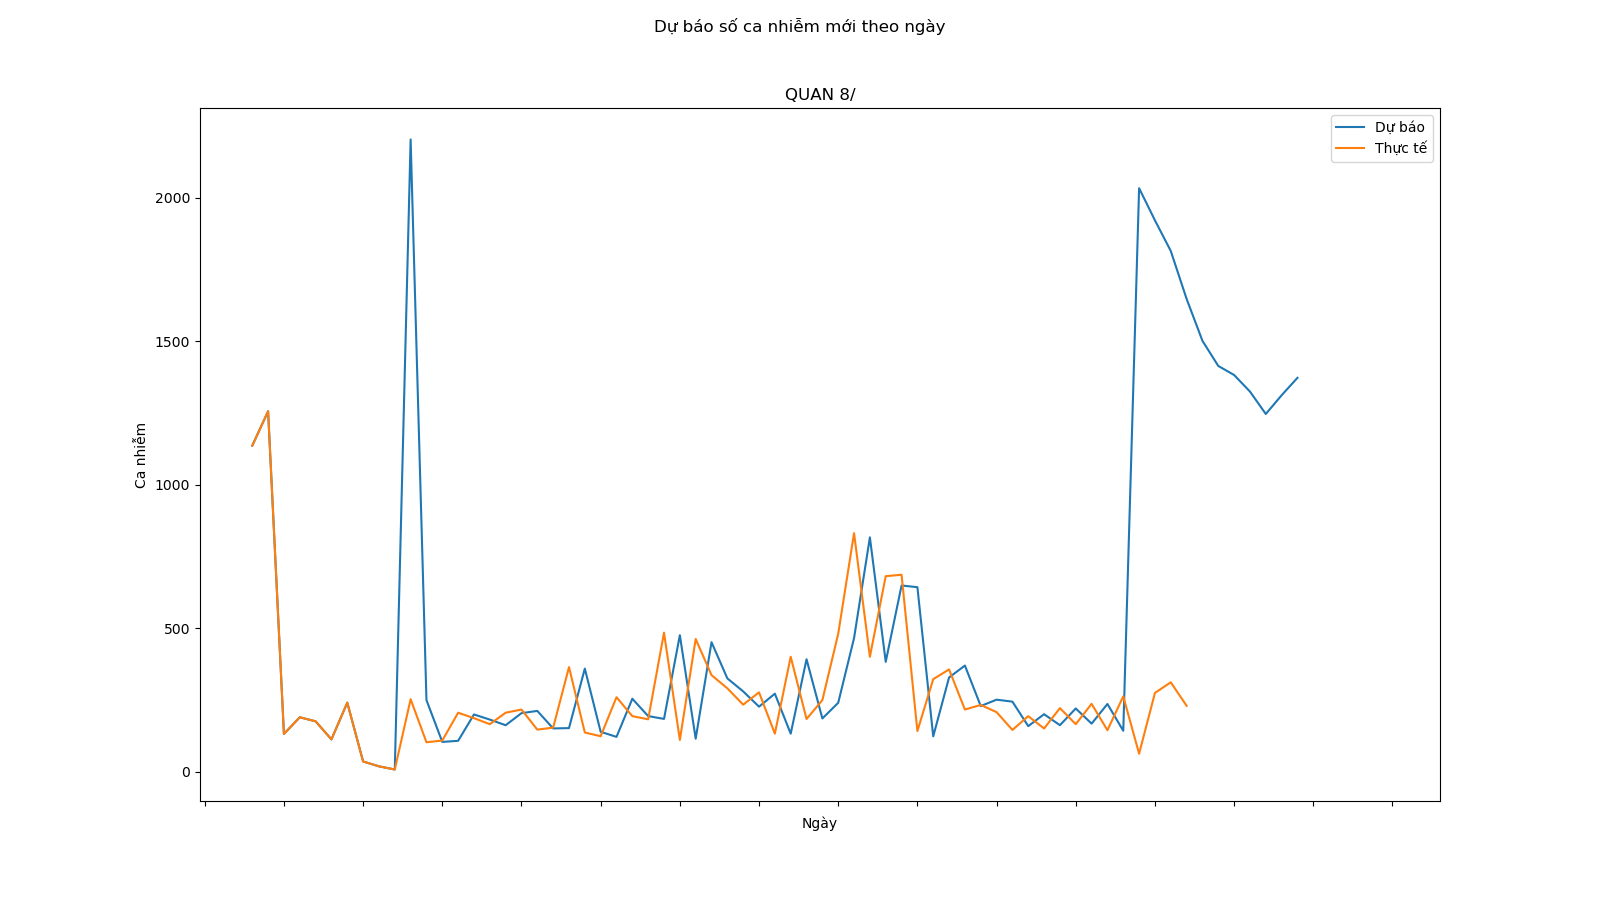 Dự báo số ca nhiễm mới theo ngày
QUAN 8/
Dự báo
Thực tế
2000
1500
1000
500
0
Ca nhiễm
Ngày